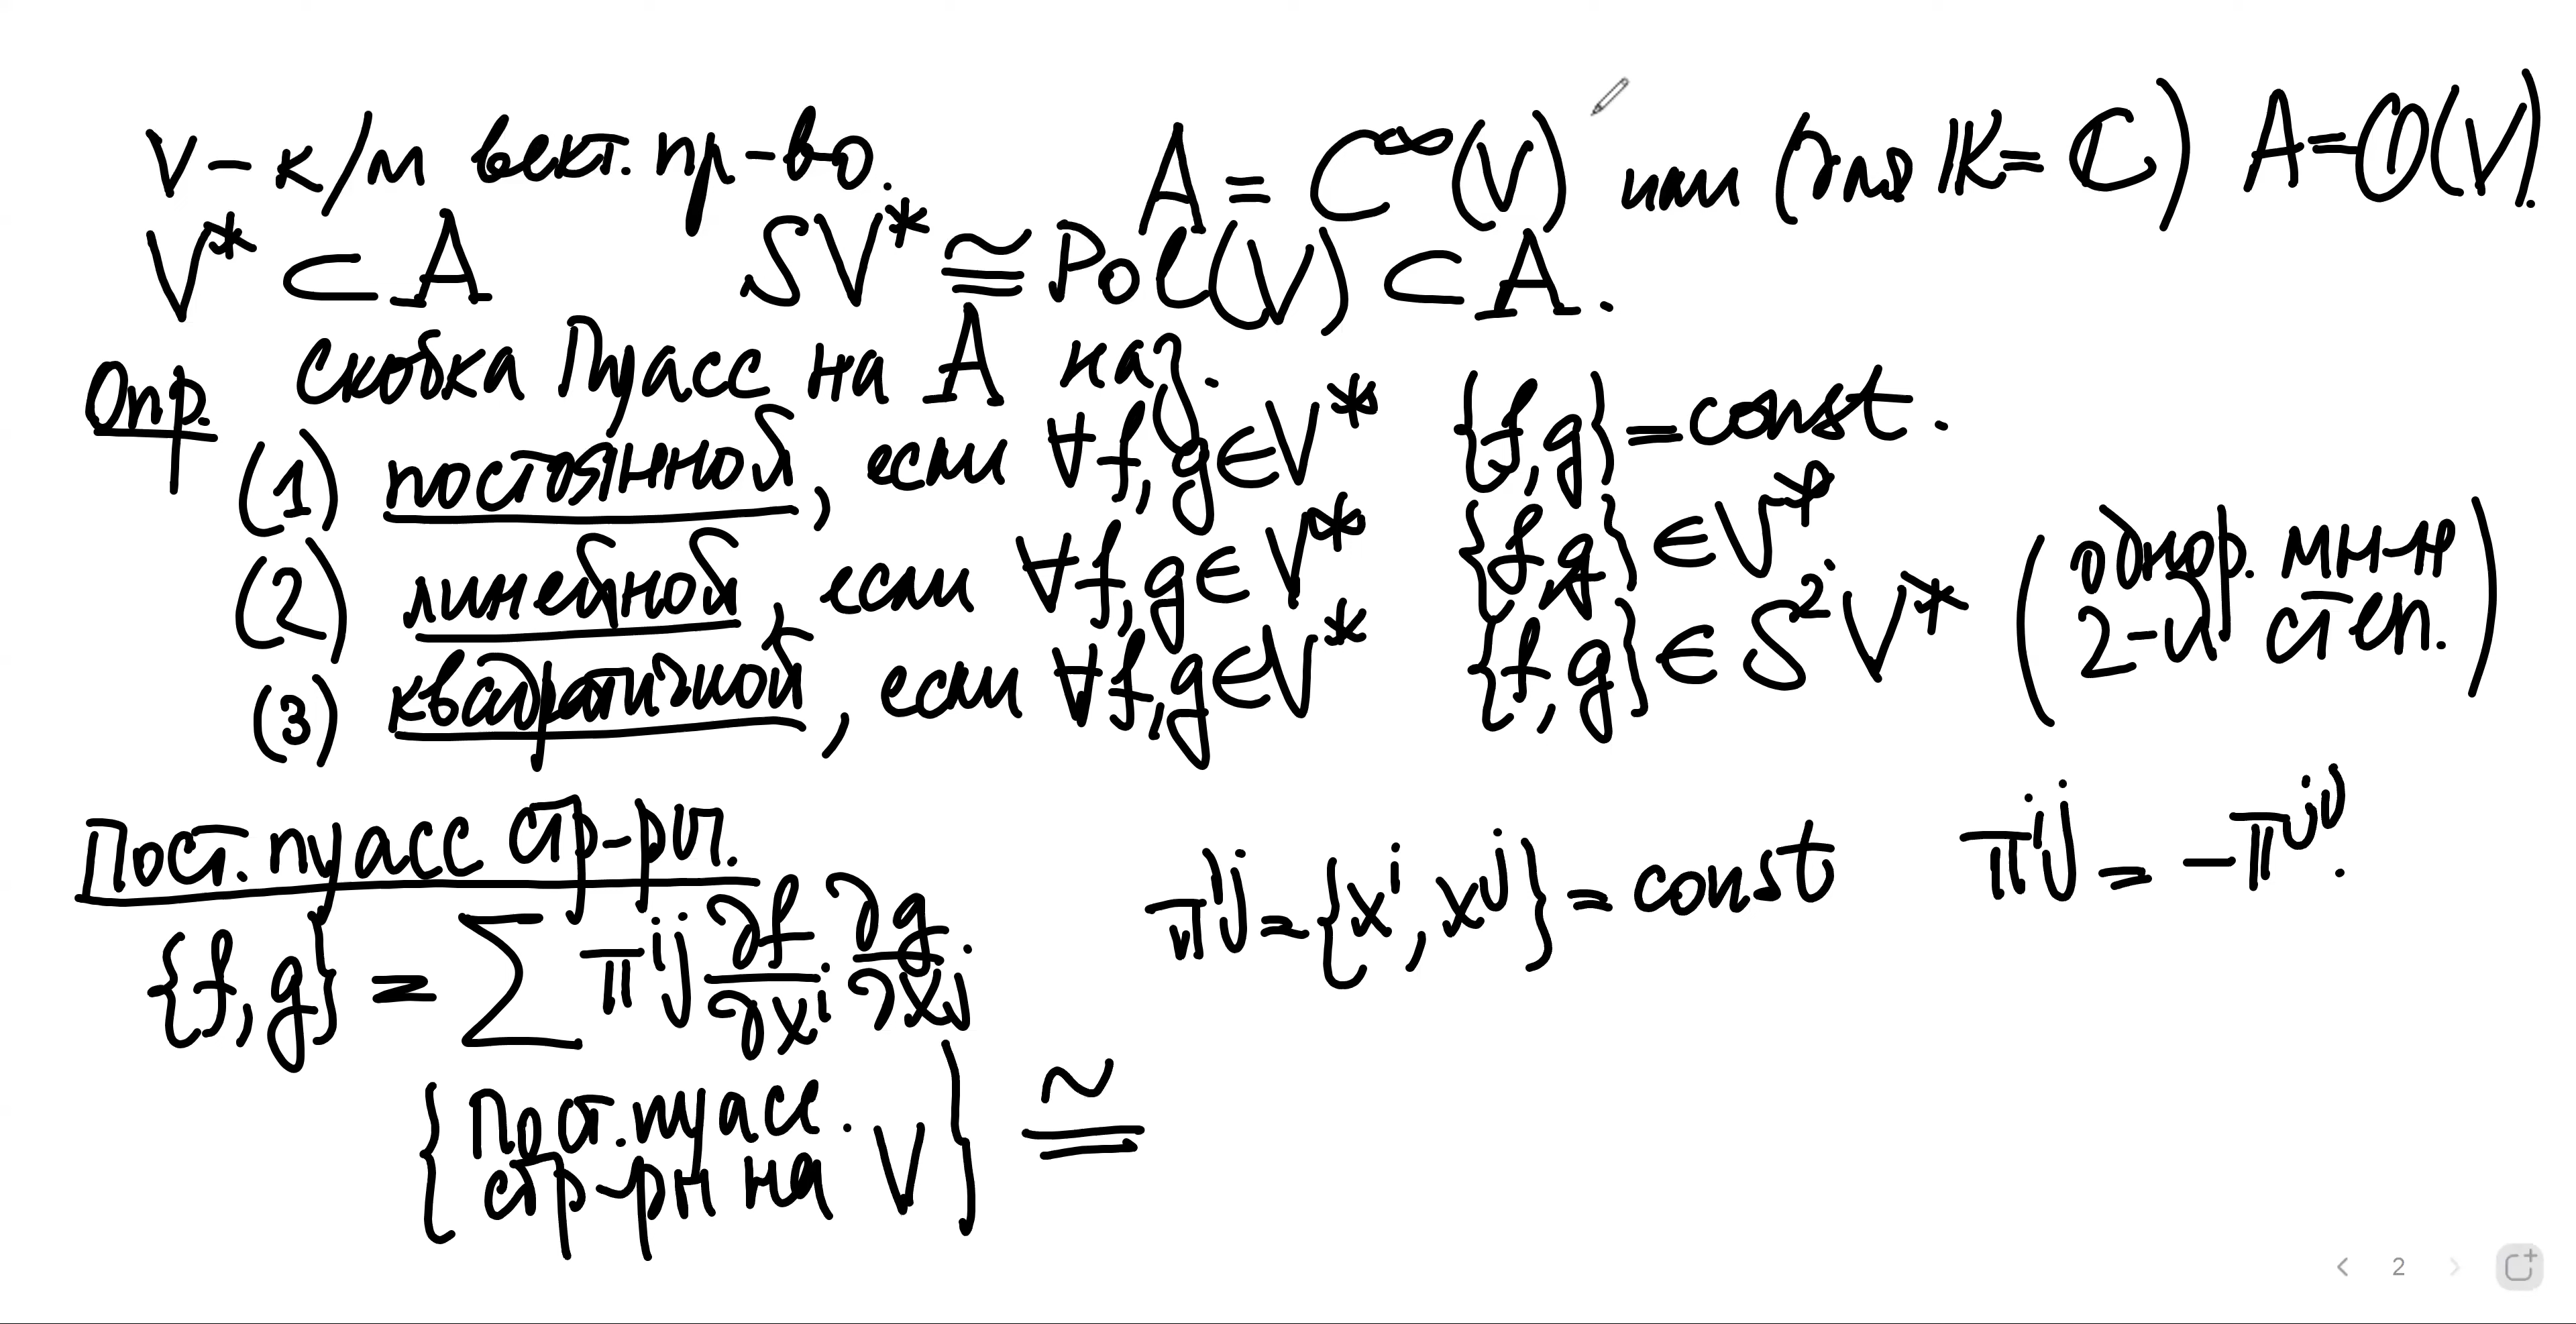 V – к/м вект. пр-во. A = C^∞(V) или (для 𝕂 = ℂ) A = 𝒪(V).
V* ⊂ A SV* ≅ Pol(V) ⊂ A.
Опр. скобка Пуасс на A наз.
(1) постоянной, если ∀f,g∈V* {f,g}=const.
(2) линейной, если ∀f,g∈V* {f,g}∈V*.
(3) квадратичной, если ∀f,g∈V* {f,g}∈S²V* (однор. мн-н 2-й степ.)
Пост. пуасс стр-ры.
{f,g} = ∑ π^{ij} ∂f/∂x^i ∂g/∂x^j π^{ij} = {x^i, x^j} = const π^{ij} = -π^{ji}.
{Пост. пуасс. стр-ры на V} ≅
2